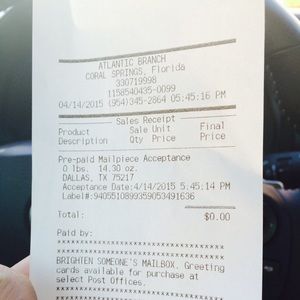 ATLANTIC BRANCH
CORAL SPRINGS, Florida
330719998
1158540435-0099
04/14/2015 (954)345-2864 05:45:16 PM
Sales Receipt
Product Sale Unit Final
Description Qty Price Price
Pre-paid Mailpiece Acceptance
0 lbs. 14.30 oz.
DALLAS, TX 75217
Acceptance Date:4/14/2015 5:45:14 PM
Label#:9405510899359053491636
Total: $0.00
Paid by:
BRIGHTEN SOMEONE'S MAILBOX. Greeting
cards available for purchase at
select Post Offices.